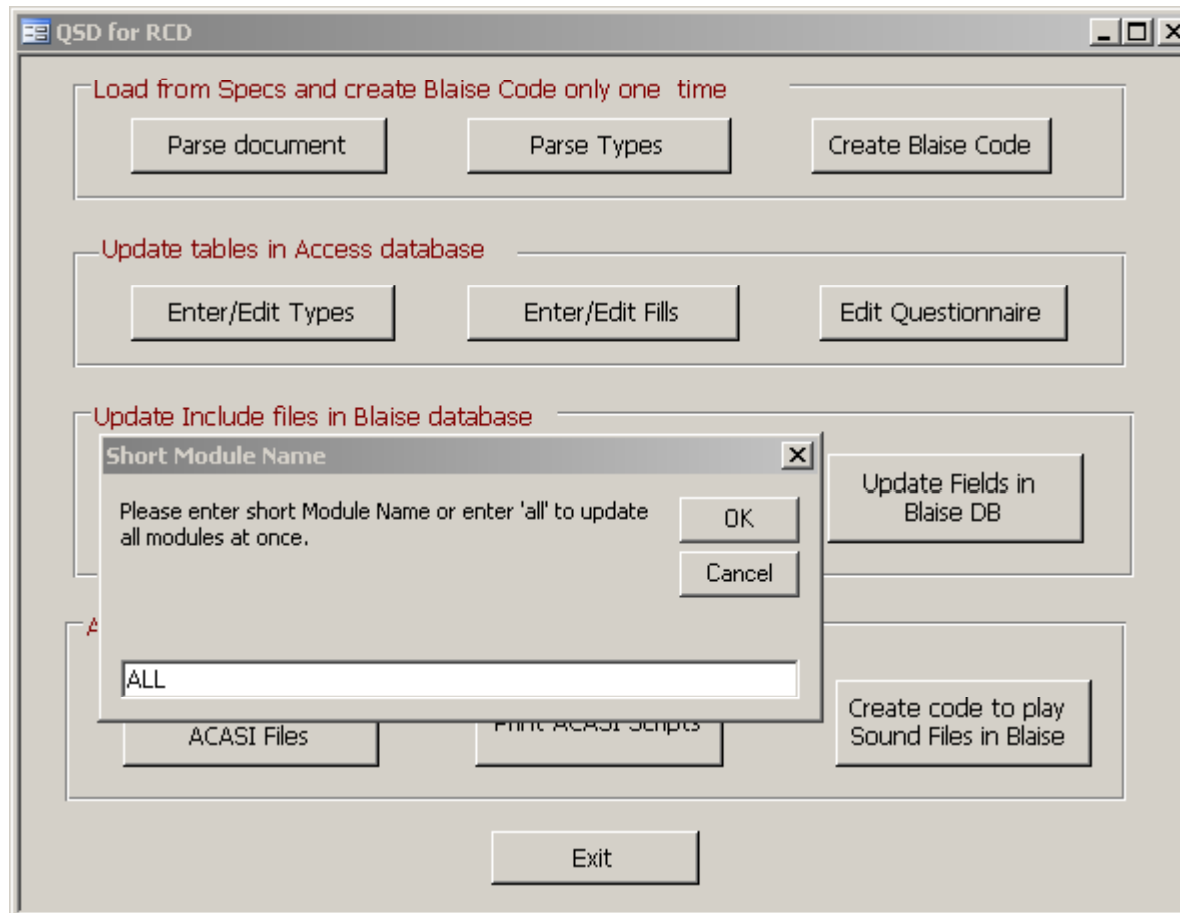 QSD for RCD
Load from Specs and create Blaise Code only one time
Parse document
Parse Types
Create Blaise Code
Update tables in Access database
Enter/Edit Types
Enter/Edit Fills
Edit Questionnaire
Update Include files in Blaise database
Short Module Name
Please enter short Module Name or enter 'all' to update
all modules at once.
OK
Cancel
ALL
Update Fields in
Blaise DB
A
ACASI Files
Print ACASI Scripts
Create code to play
Sound Files in Blaise
Exit